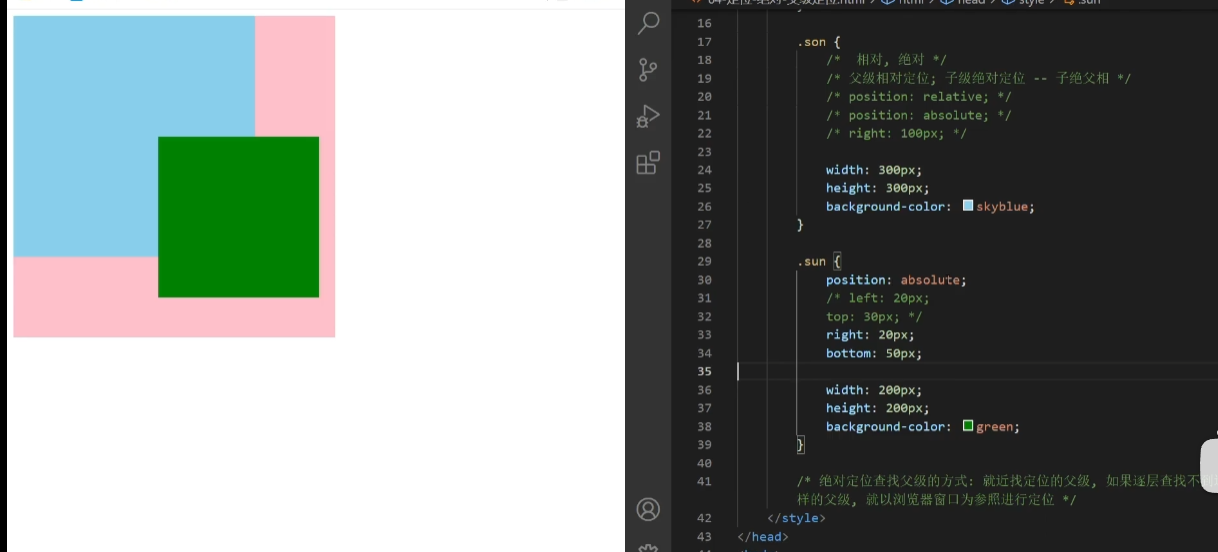 04-定位-绝对-父级定位.html > html > head > style > .sun
16
17 .son {
18 /* 相对, 绝对 */
19 /* 父级相对定位; 子级绝对定位 -- 子绝父相 */
20 /* position: relative; */
21 /* position: absolute; */
22 /* right: 100px; */
23
24 width: 300px;
25 height: 300px;
26 background-color: skyblue;
27 }
28
29 .sun {
30 position: absolute;
31 /* left: 20px;
32 top: 30px; */
33 right: 20px;
34 bottom: 50px;
35
36 width: 200px;
37 height: 200px;
38 background-color: green;
39 }
40
41 /* 绝对定位查找父级的方式: 就近找定位的父级, 如果逐层查找不
样的父级, 就以浏览器窗口为参照进行定位 */
42 </style>
43 </head>